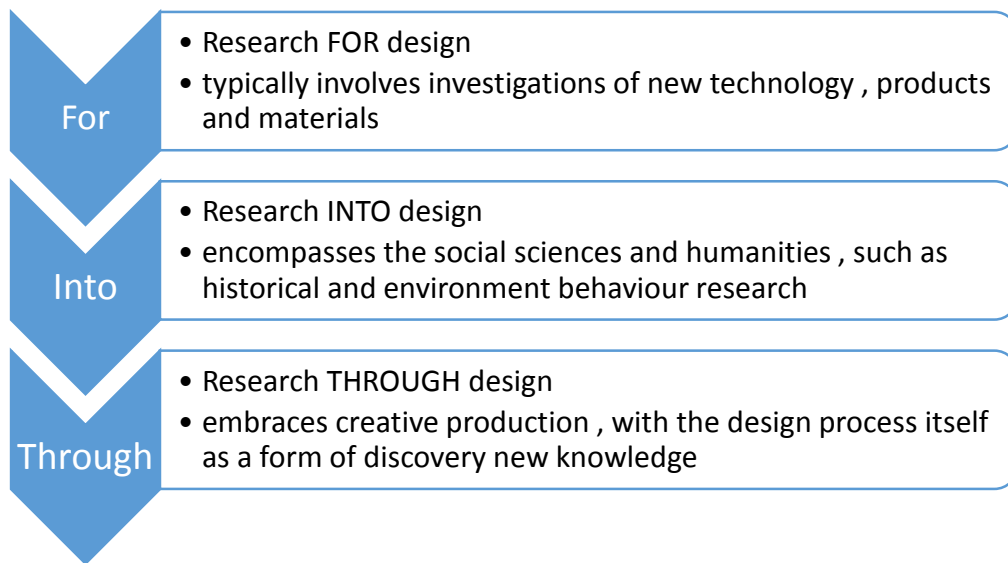 For
• Research FOR design
• typically involves investigations of new technology , products
and materials
Into
• Research INTO design
• encompasses the social sciences and humanities , such as
historical and environment behaviour research
Through
• Research THROUGH design
• embraces creative production , with the design process itself
as a form of discovery new knowledge